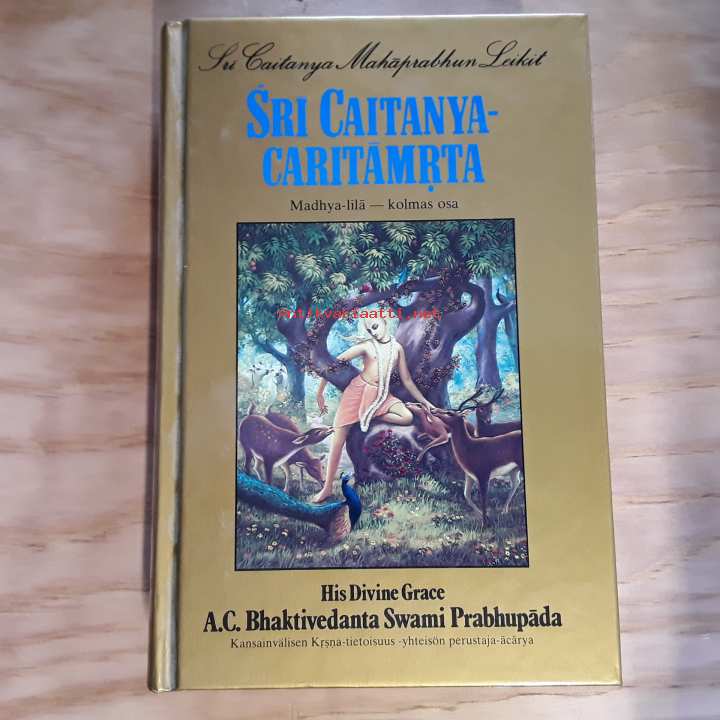 Śri Caitanya Mahāprabhun Leikit
ŚRI CAITANYA-
CARITĀMṚTA
Madhya-līlā — kolmas osa
Antikvariaatti.net
His Divine Grace
A.C. Bhaktivedanta Swami Prabhupāda
Kansainvälisen Kṛṣṇa-tietoisuus -yhteisön perustaja-ācārya